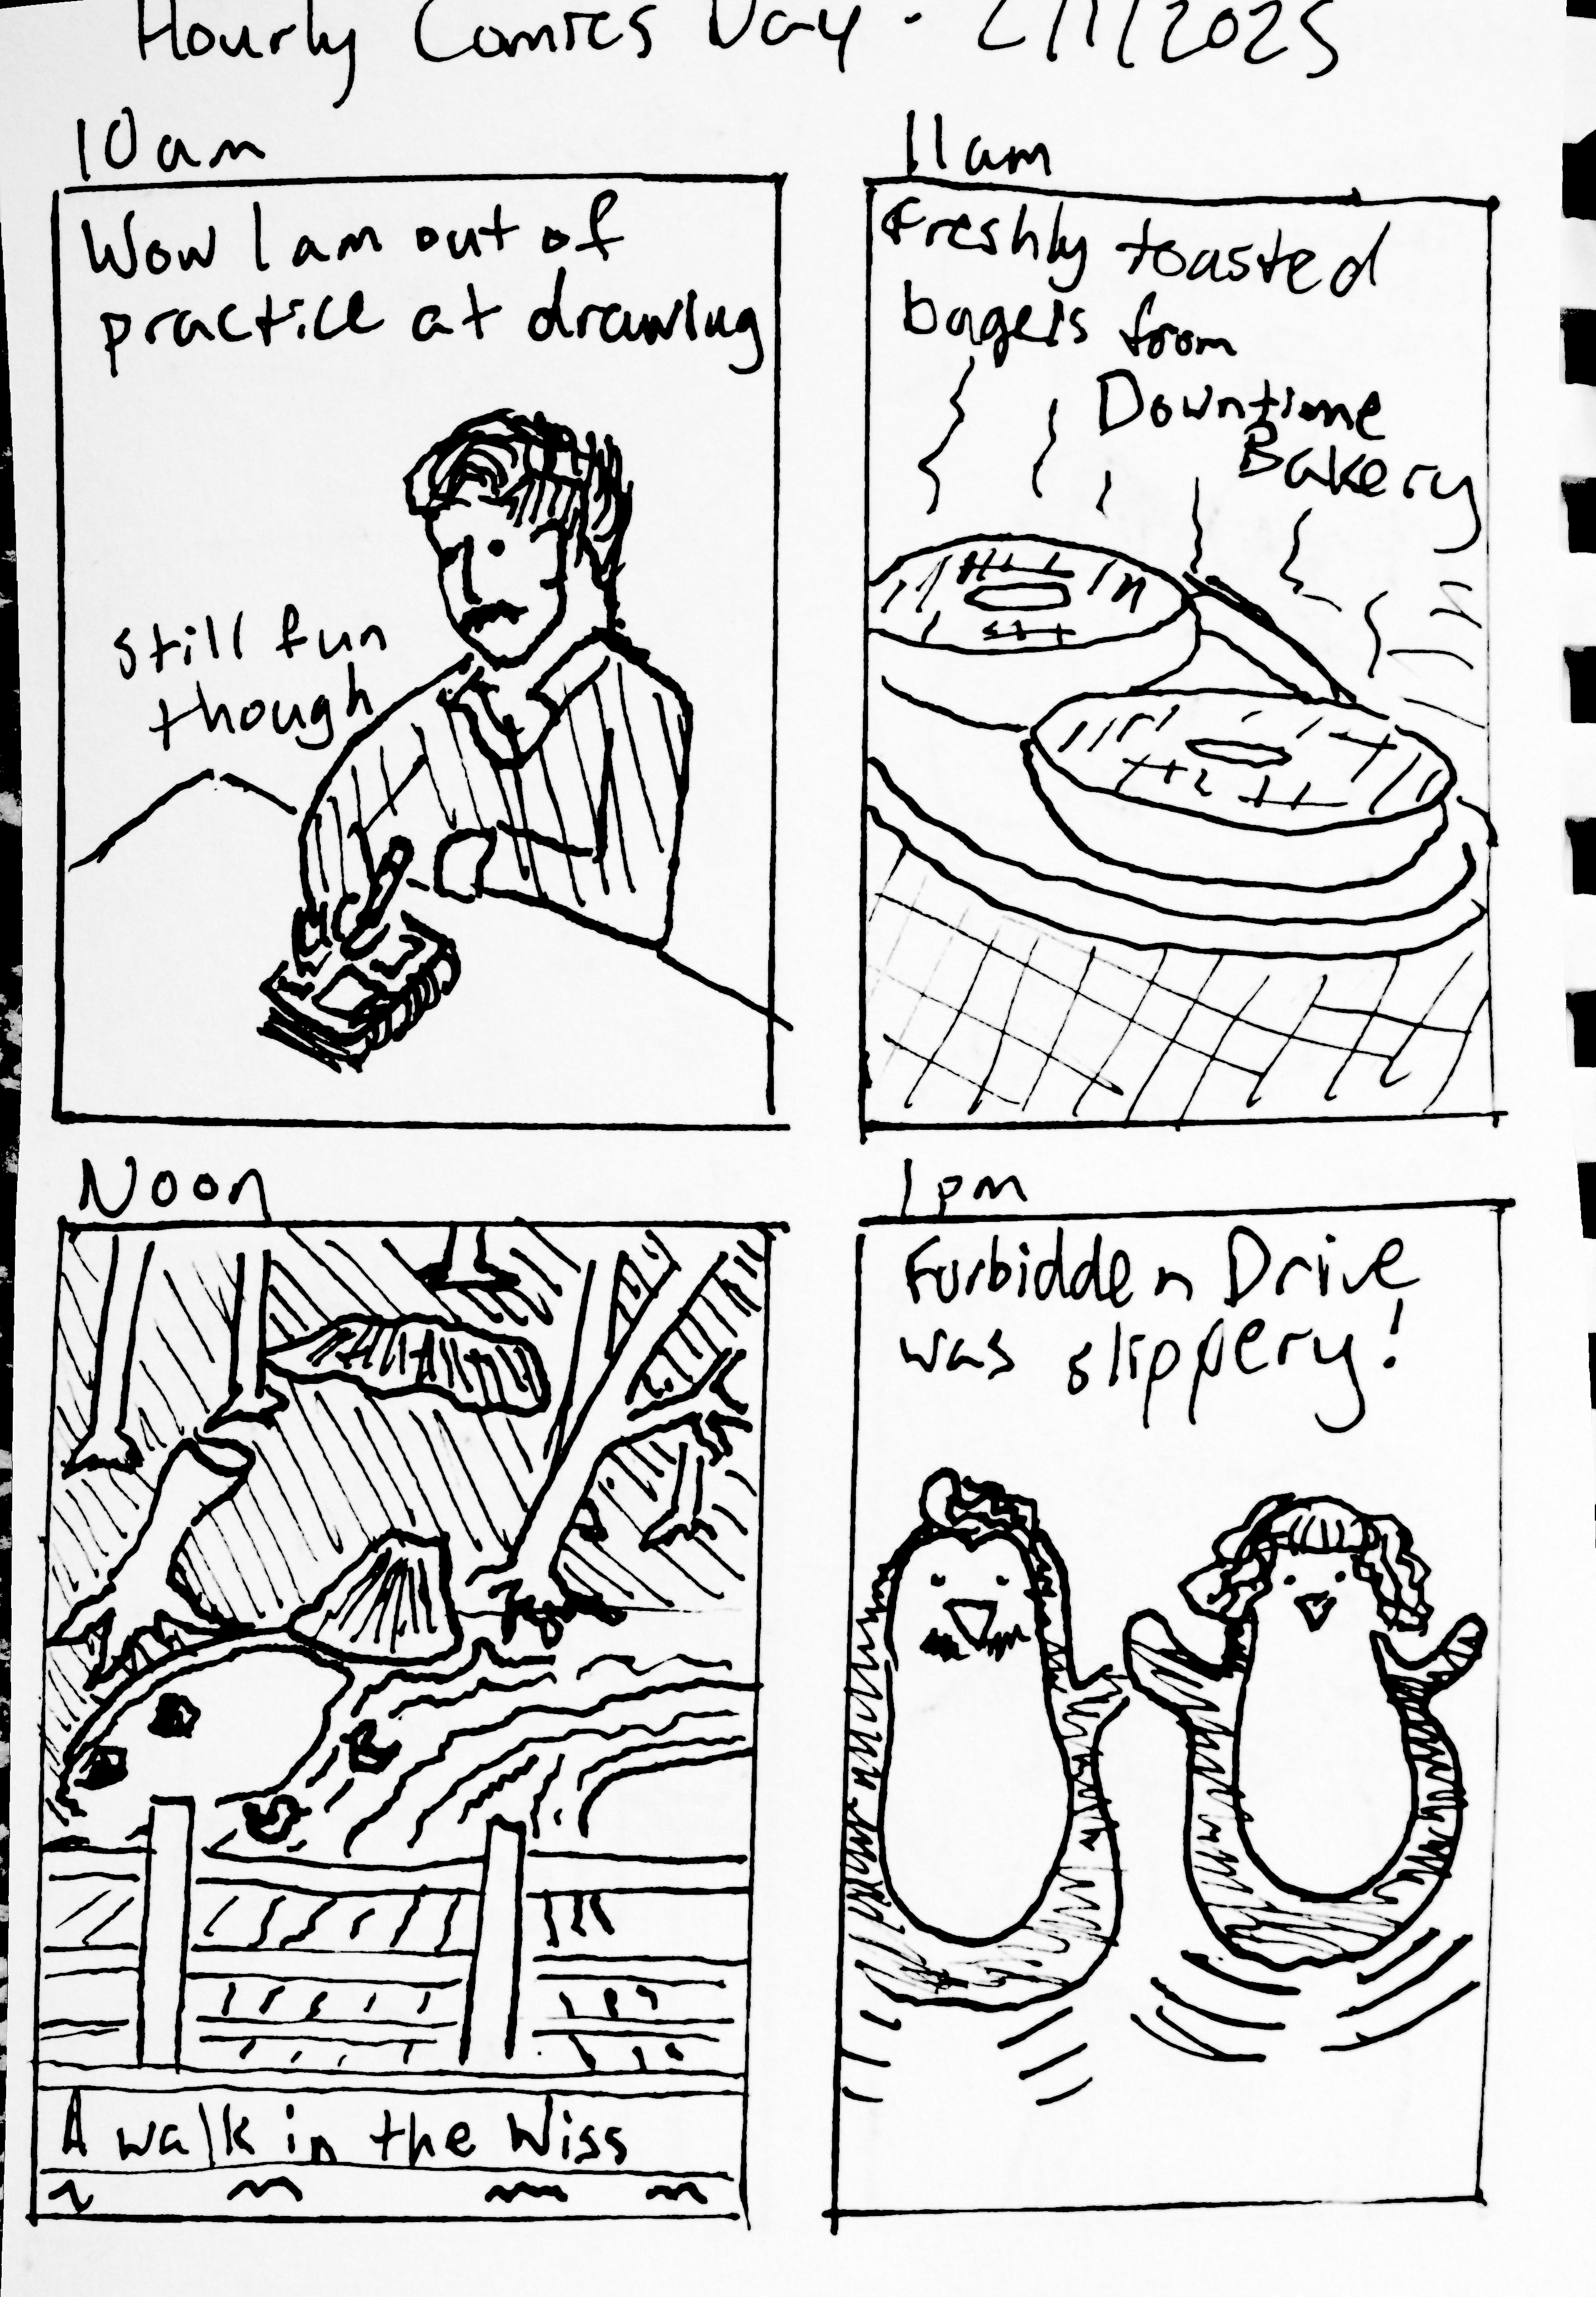 Hourly Comics Day - 2/1/2025
10am
Wow I am out of
practice at drawing
still fun
though
11am
Freshly toasted
bagels from
Downtime
Bakery
Noon
A walk in the Wiss
1pm
Forbidden Drive
was slippery!